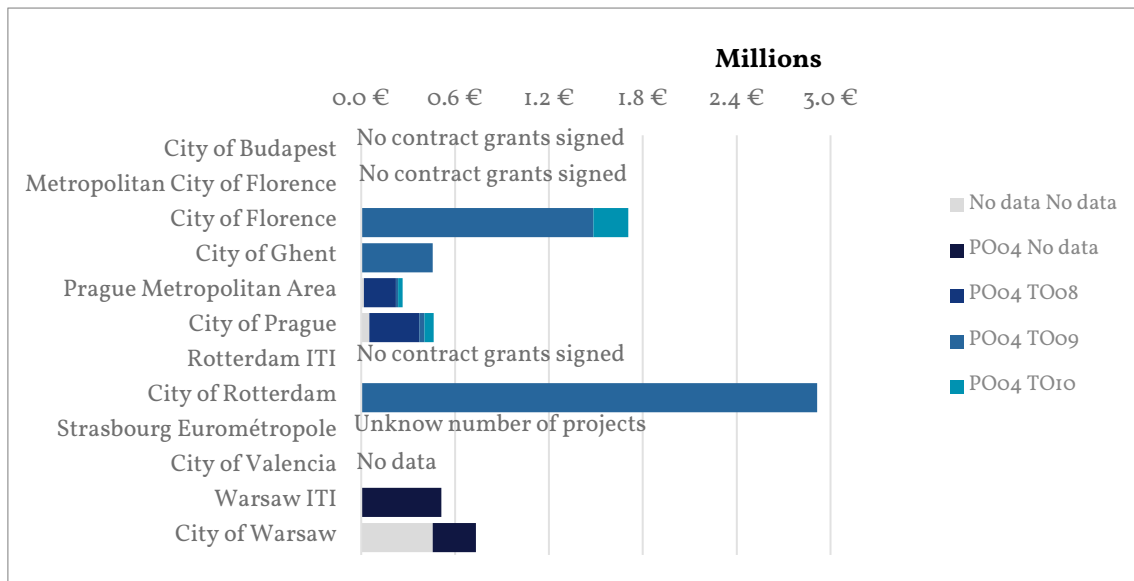 Millions
0.0 € 0.6 € 1.2 € 1.8 € 2.4 € 3.0 €
City of Budapest No contract grants signed
Metropolitan City of Florence No contract grants signed
City of Florence
City of Ghent
Prague Metropolitan Area
City of Prague
Rotterdam ITI No contract grants signed
City of Rotterdam
Strasbourg Eurométropole Unknow number of projects
City of Valencia No data
Warsaw ITI
City of Warsaw
No data No data
PO04 No data
PO04 TO08
PO04 TO09
PO04 TO10